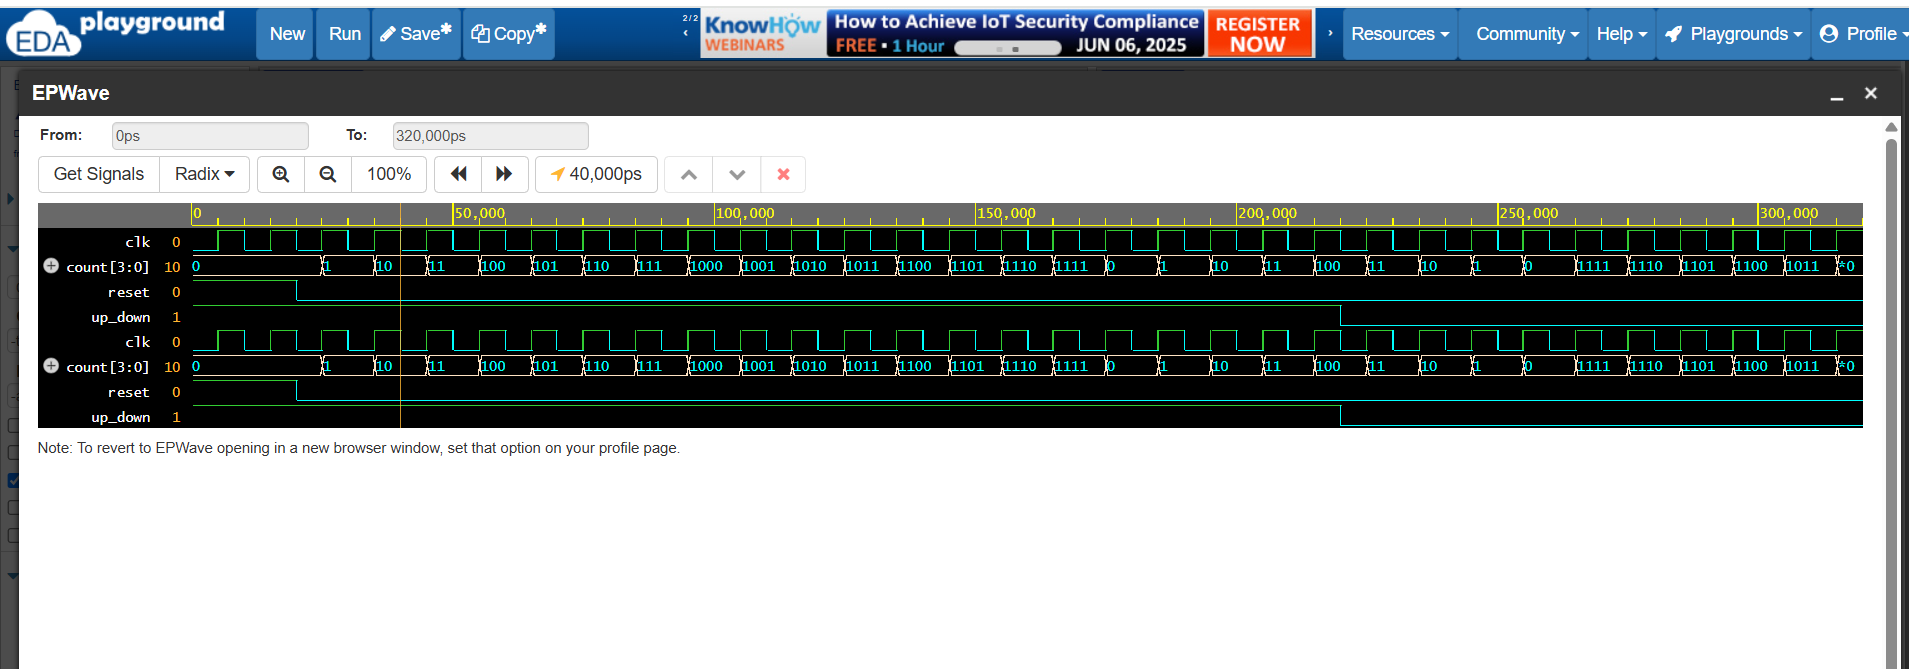 EDA playground New Run Save* Copy* 2/2 ‹ KnowHow WEBINARS How to Achieve IoT Security Compliance REGISTER NOW › Resources Community Help Playgrounds Profile
FREE • 1 Hour JUN 06, 2025
EPWave
From: 0ps To: 320,000ps
Get Signals Radix 100% 40,000ps
0 50,000 100,000 150,000 200,000 250,000 300,000
clk 0
count[3:0] 10 0 1 10 11 100 101 110 111 1000 1001 1010 1011 1100 1101 1110 1111 0 1 10 11 100 11 10 1 0 1111 1110 1101 1100 1011 *0
reset 0
up_down 1
clk 0
count[3:0] 10 0 1 10 11 100 101 110 111 1000 1001 1010 1011 1100 1101 1110 1111 0 1 10 11 100 11 10 1 0 1111 1110 1101 1100 1011 *0
reset 0
up_down 1
Note: To revert to EPWave opening in a new browser window, set that option on your profile page.